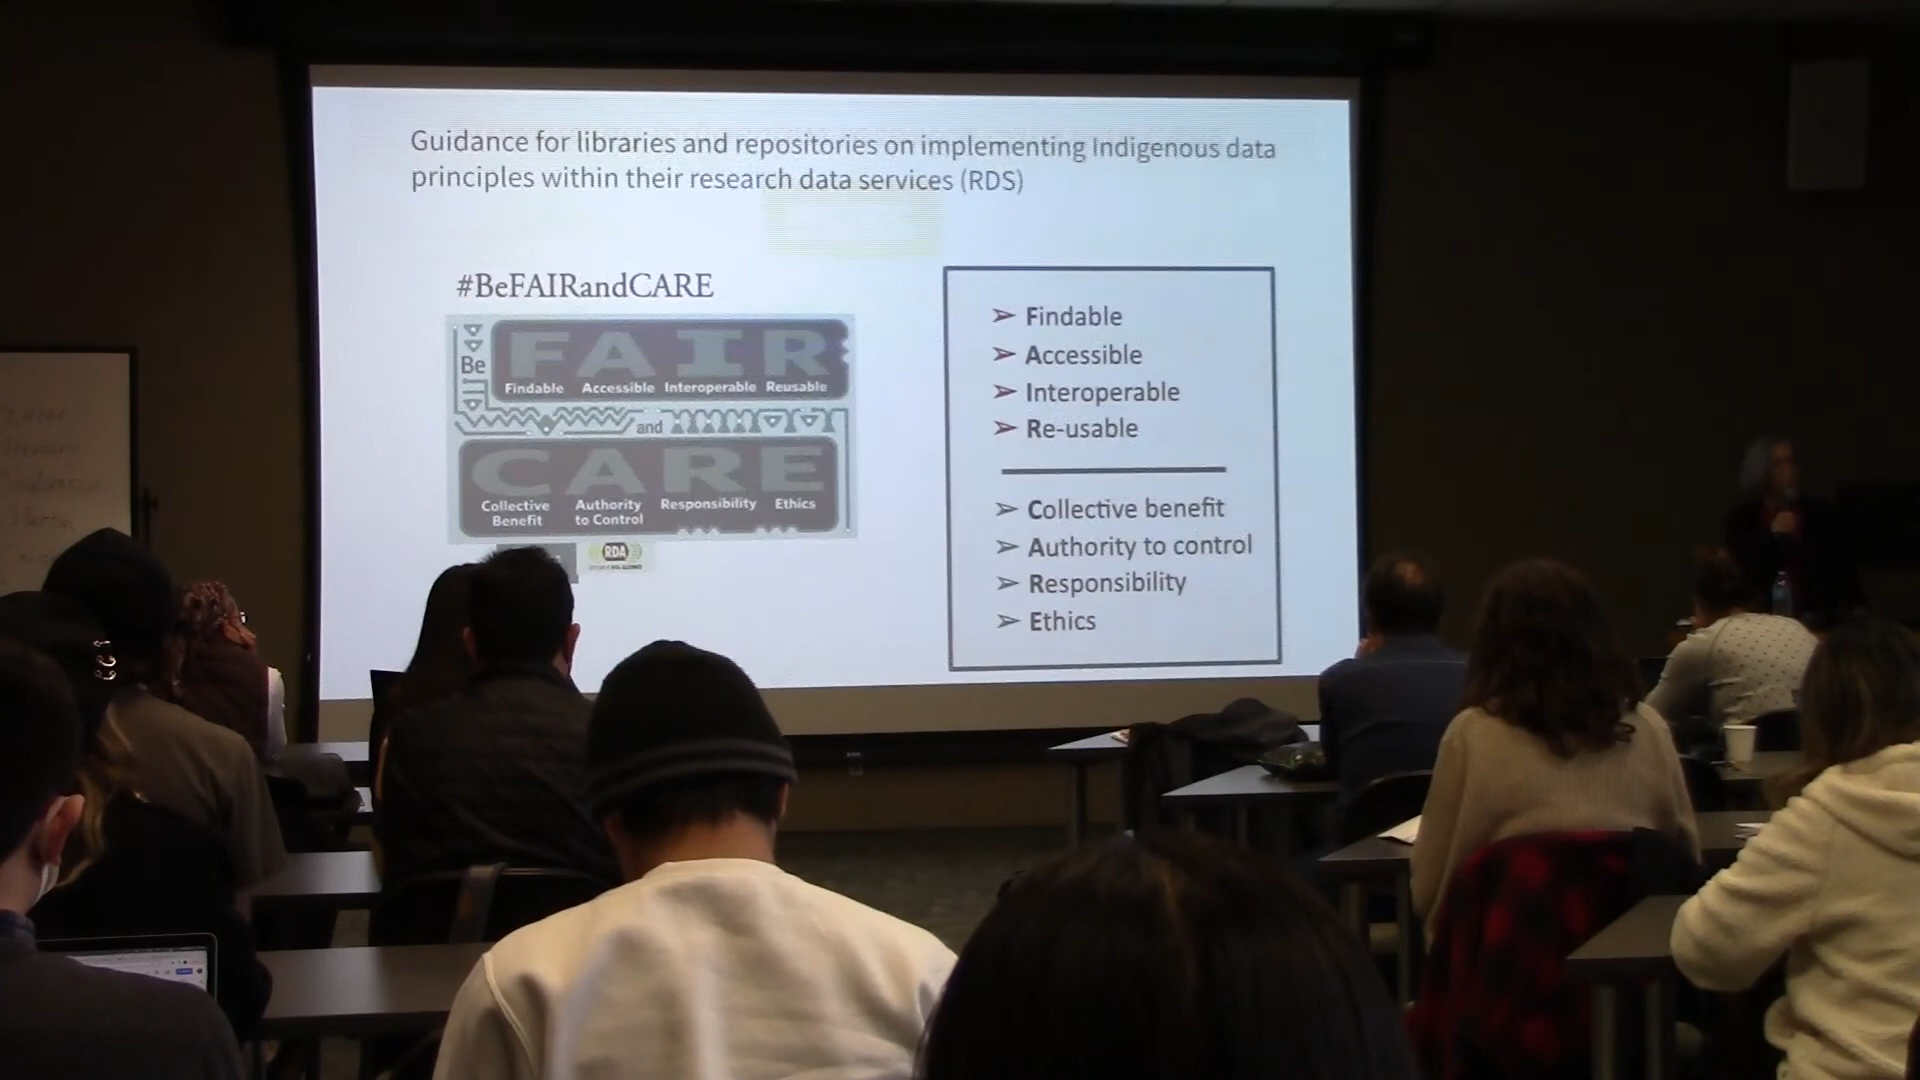 Guidance for libraries and repositories on implementing Indigenous data
principles within their research data services (RDS)
#BeFAIRandCARE
Be
FAIR
Findable Accessible Interoperable Reusable
and
CARE
Collective Benefit
Authority to Control
Responsibility
Ethics
RDA
➢ Findable
➢ Accessible
➢ Interoperable
➢ Re-usable
➢ Collective benefit
➢ Authority to control
➢ Responsibility
➢ Ethics